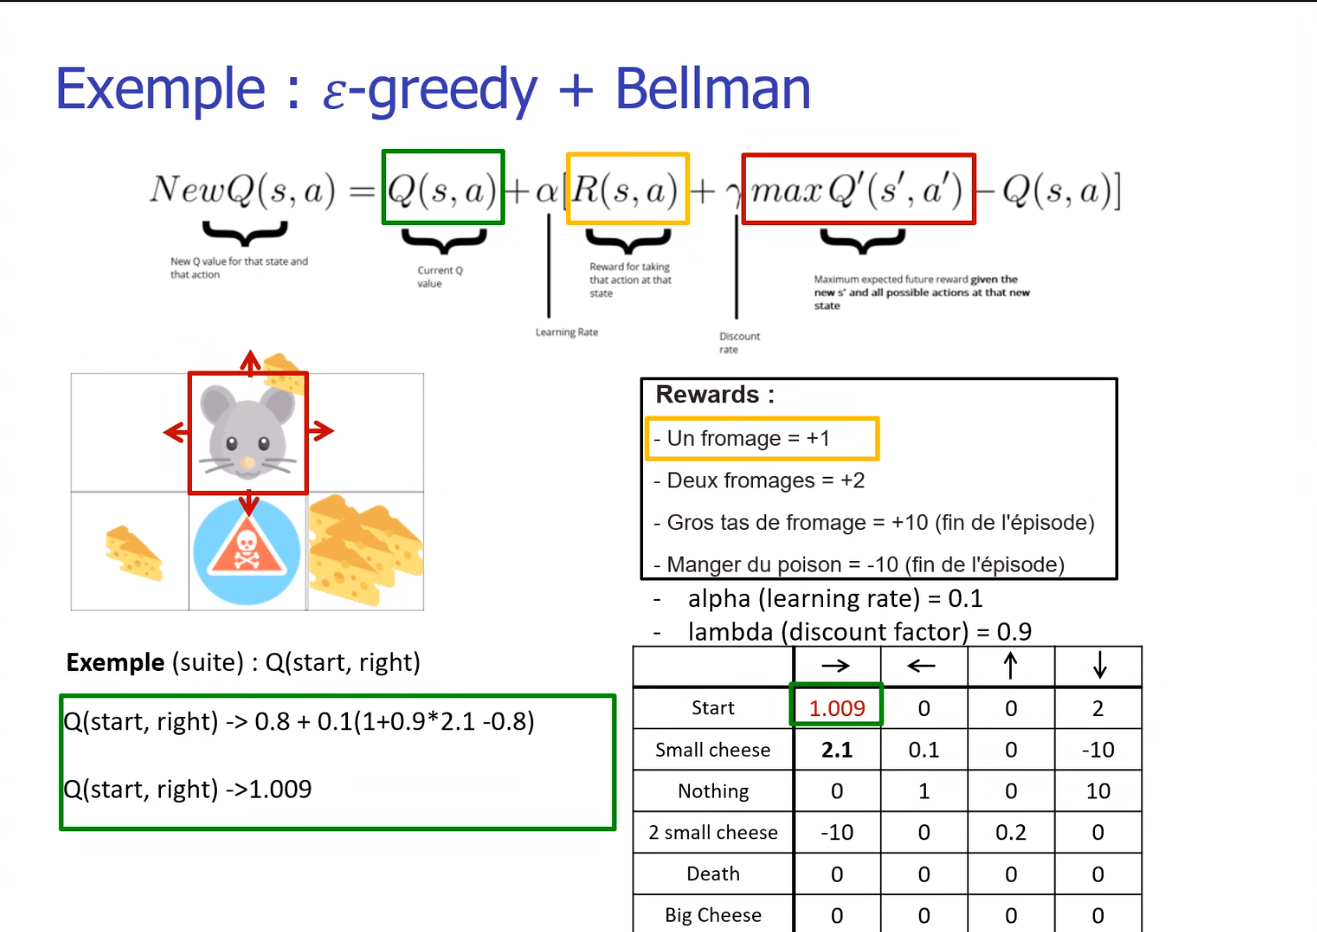 Exemple : ε-greedy + Bellman
NewQ(s, a) = Q(s, a) + α[R(s, a) + γ max Q′(s′, a′) − Q(s, a)]
New Q value for that state and
that action
Current Q
value
Reward for taking
that action at that
state
Maximum expected future reward given the
new s' and all possible actions at that new
state
Learning Rate
Discount
rate
Rewards :
- Un fromage = +1
- Deux fromages = +2
- Gros tas de fromage = +10 (fin de l'épisode)
- Manger du poison = -10 (fin de l'épisode)
- alpha (learning rate) = 0.1
- lambda (discount factor) = 0.9
Exemple (suite) : Q(start, right)
Q(start, right) -> 0.8 + 0.1(1+0.9*2.1 -0.8)
Q(start, right) ->1.009
→ ← ↑ ↓
Start 1.009 0 0 2
Small cheese 2.1 0.1 0 -10
Nothing 0 1 0 10
2 small cheese -10 0 0.2 0
Death 0 0 0 0
Big Cheese 0 0 0 0